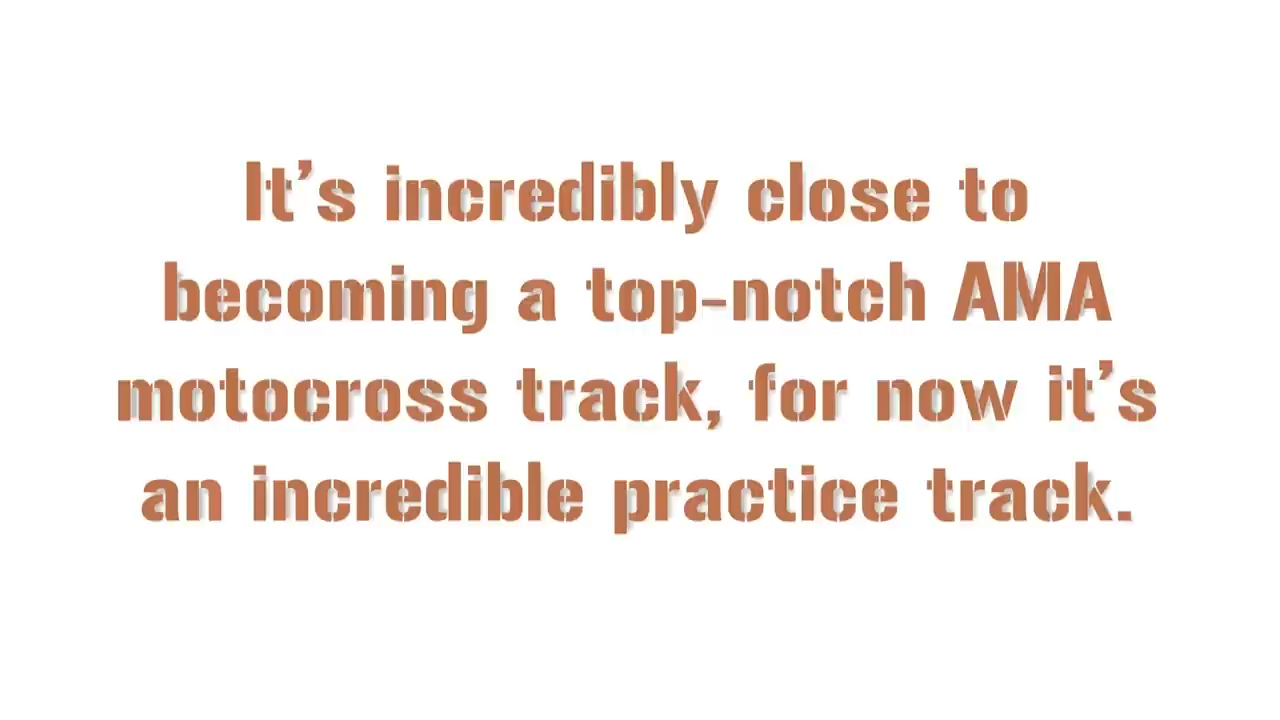 It’s incredibly close to
becoming a top-notch AMA
motocross track, for now it’s
an incredible practice track.